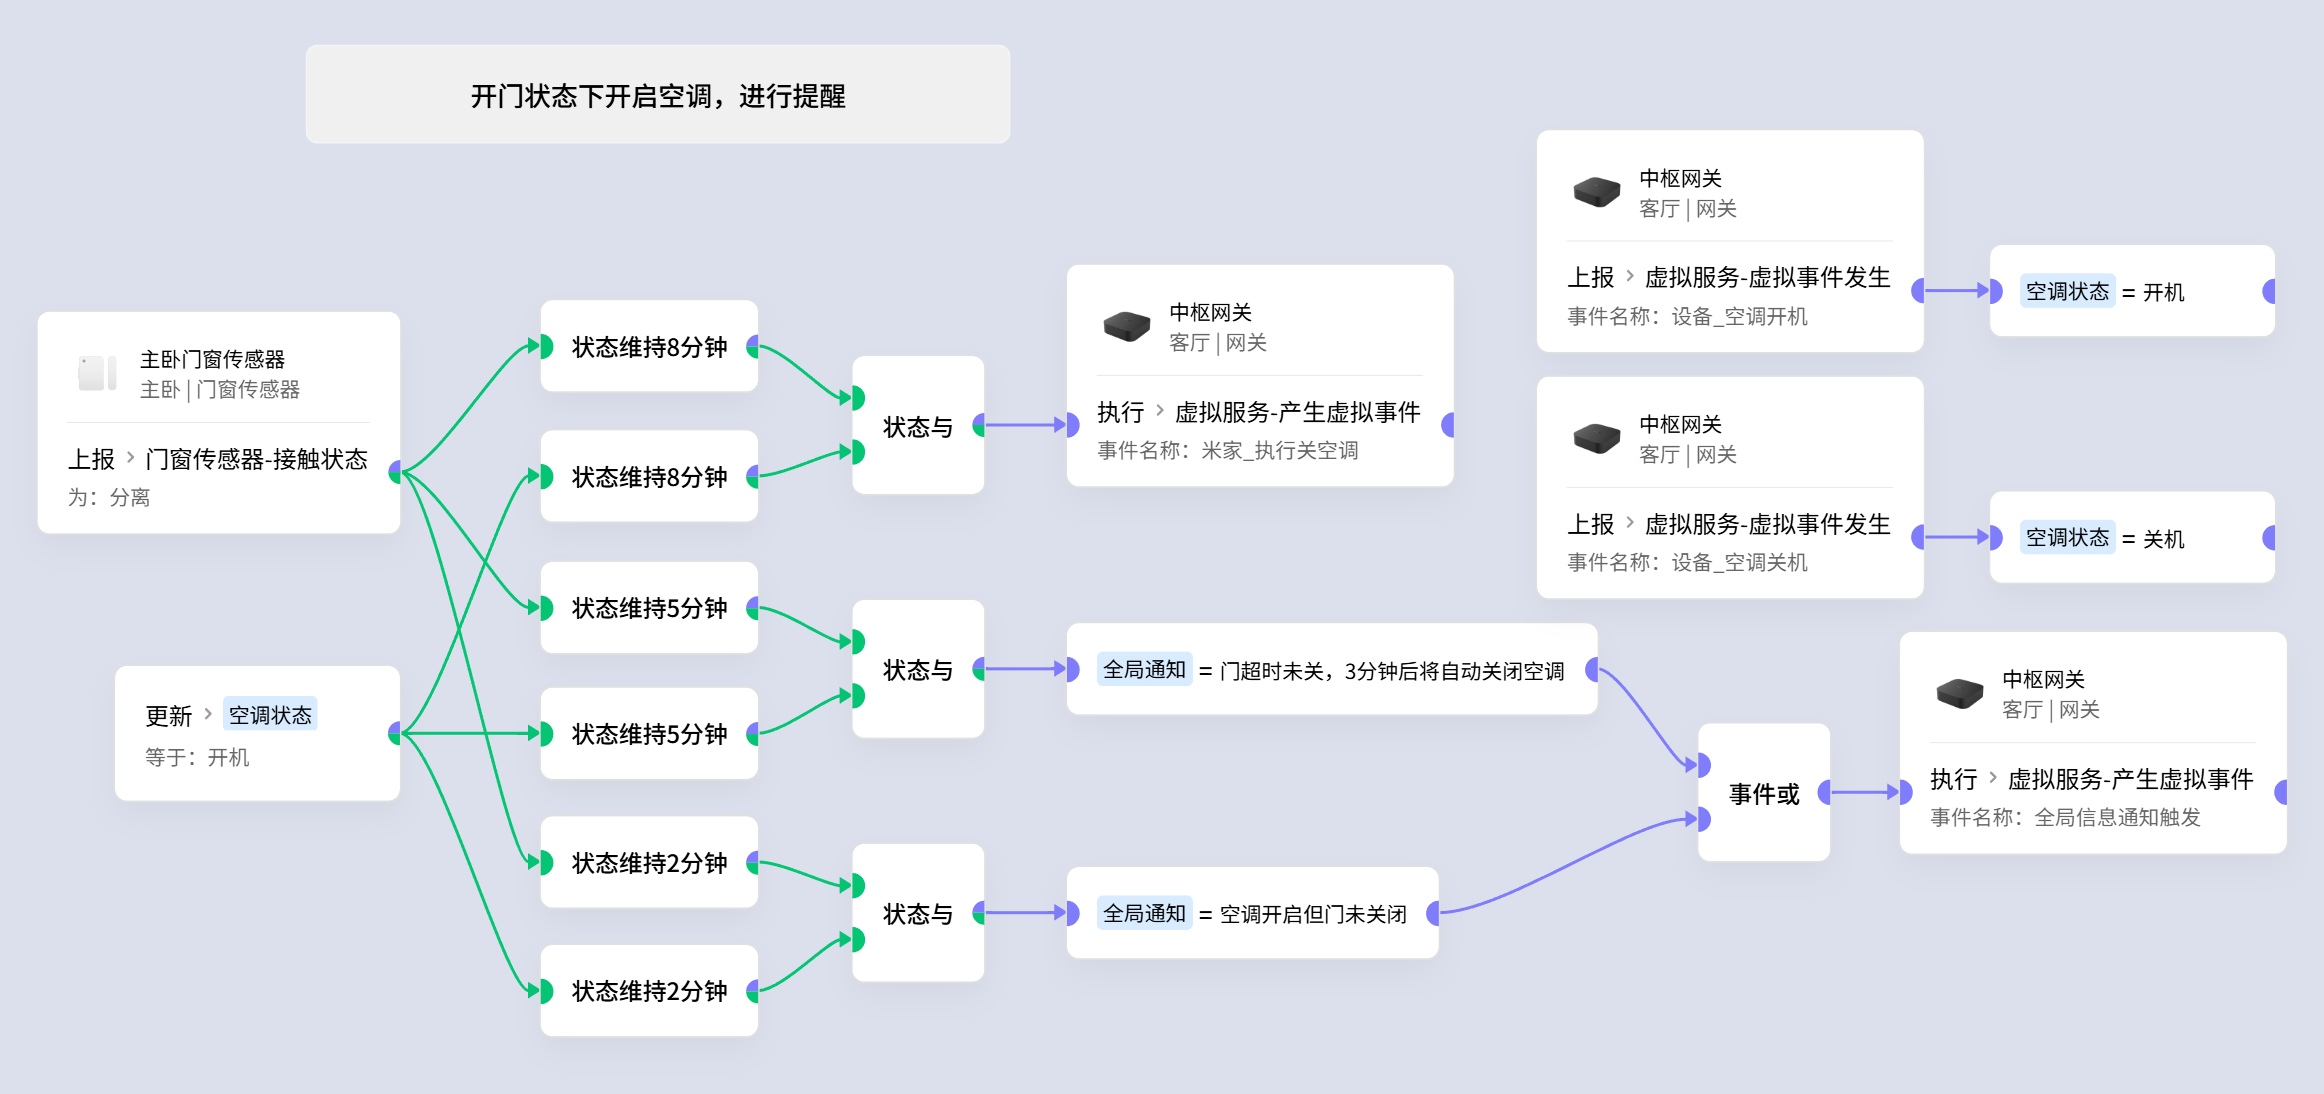 开门状态下开启空调，进行提醒
主卧门窗传感器
主卧 | 门窗传感器
上报 > 门窗传感器-接触状态
为：分离
更新 > 空调状态
等于：开机
状态维持8分钟
状态维持8分钟
状态维持5分钟
状态维持5分钟
状态维持2分钟
状态维持2分钟
状态与
状态与
状态与
中枢网关
客厅 | 网关
执行 > 虚拟服务-产生虚拟事件
事件名称：米家_执行关空调
全局通知 = 门超时未关，3分钟后将自动关闭空调
全局通知 = 空调开启但门未关闭
中枢网关
客厅 | 网关
上报 > 虚拟服务-虚拟事件发生
事件名称：设备_空调开机
空调状态 = 开机
中枢网关
客厅 | 网关
上报 > 虚拟服务-虚拟事件发生
事件名称：设备_空调关机
空调状态 = 关机
事件或
中枢网关
客厅 | 网关
执行 > 虚拟服务-产生虚拟事件
事件名称：全局信息通知触发